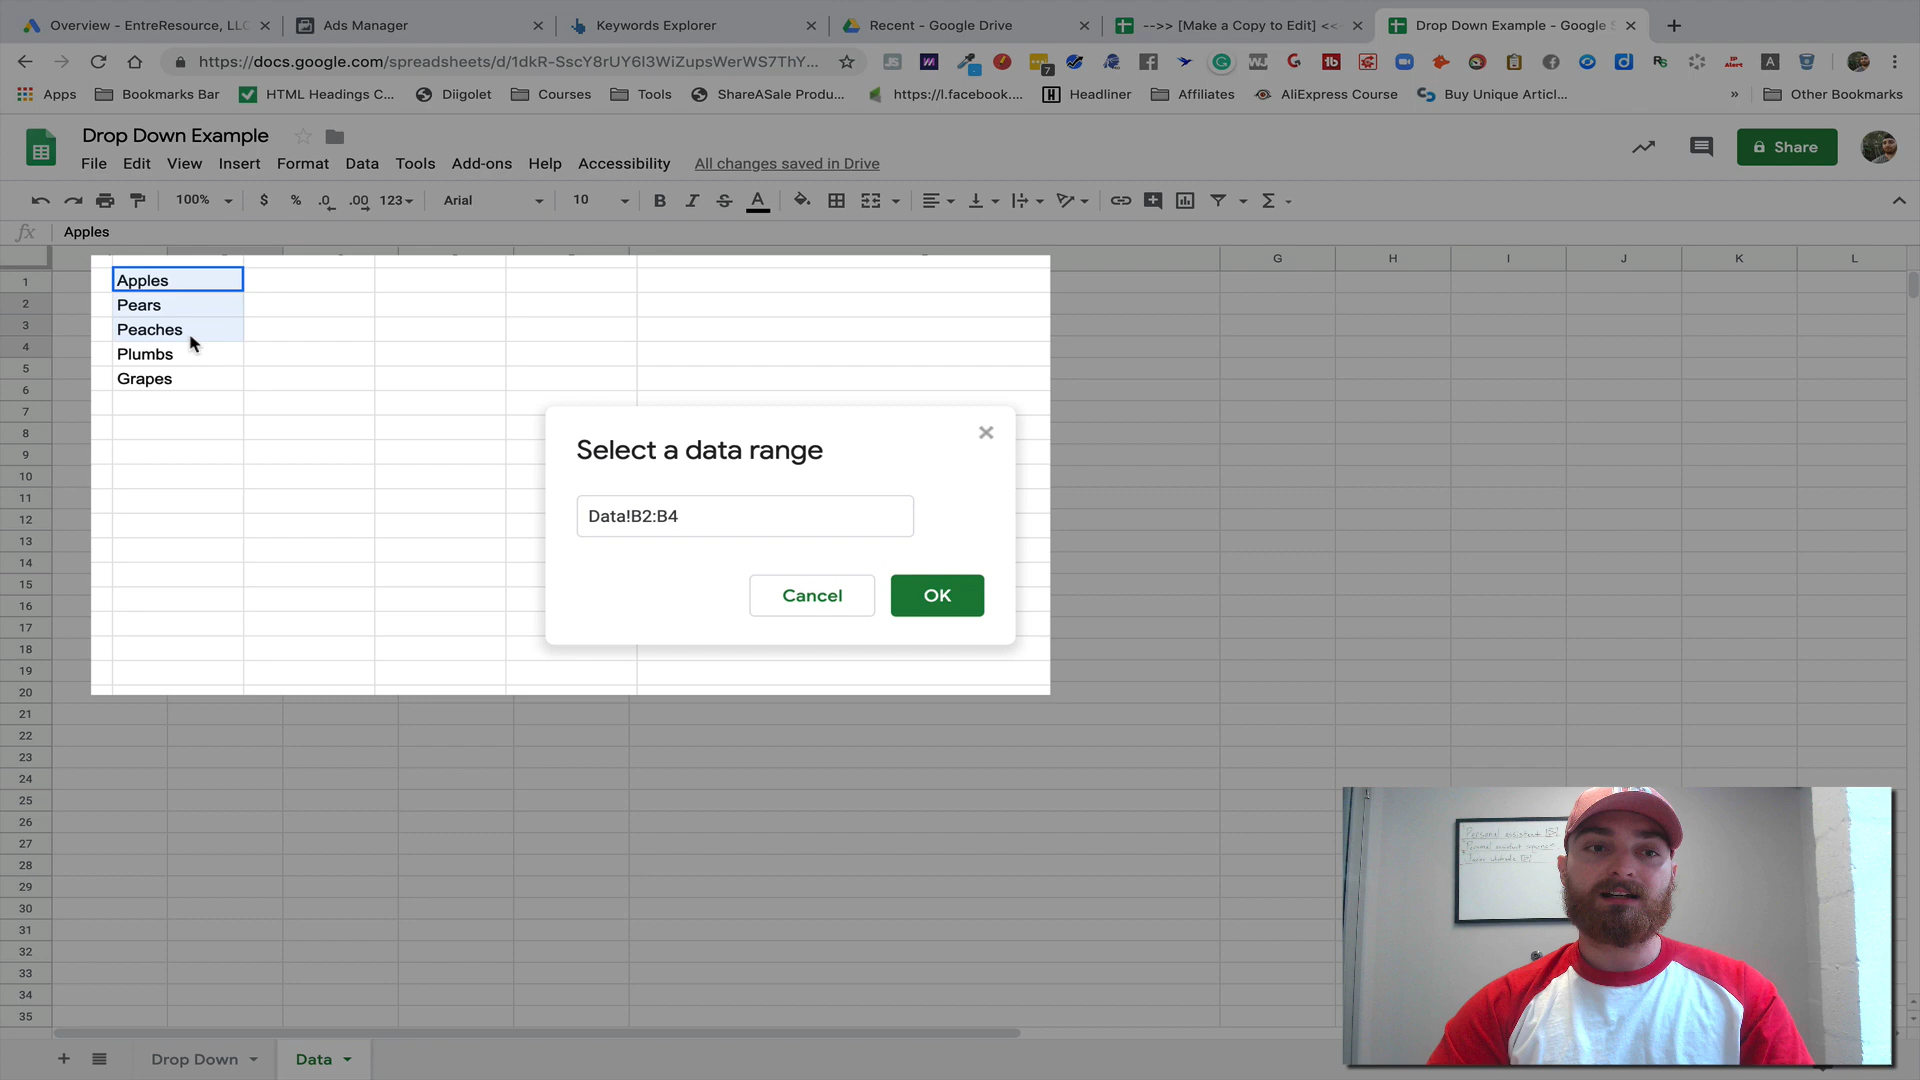 Overview - EntreResource, LLC
Ads Manager
Keywords Explorer
Recent - Google Drive
-->> [Make a Copy to Edit] <<-
Drop Down Example - Google S
https://docs.google.com/spreadsheets/d/1dkR-SscY8rUY6l3WiZupsWerWS7ThY...
Apps
Bookmarks Bar
HTML Headings C...
Diigolet
Courses
Tools
ShareASale Produ...
https://l.facebook....
Headliner
Affiliates
AliExpress Course
Buy Unique Articl...
»
Other Bookmarks
Drop Down Example
File Edit View Insert Format Data Tools Add-ons Help Accessibility All changes saved in Drive
Share
100% $ % .0 .00 123 Arial 10 B I S A
fx Apples
G H I J K L
1 Apples
2 Pears
3 Peaches
4 Plumbs
5 Grapes
6
7
8
9
10
11
12
13
14
15
16
17
18
19
20
21
22
23
24
25
26
27
28
29
30
31
32
33
34
35
Select a data range
Data!B2:B4
Cancel OK
Personal assistant
Drop Down
Data